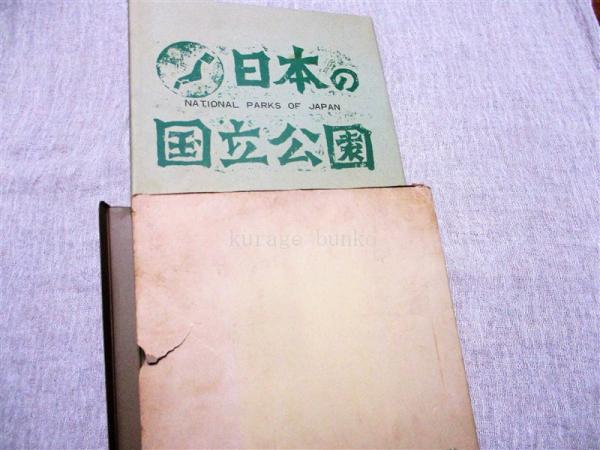 日本の
NATIONAL PARKS OF JAPAN
国立公園
kurage bunko